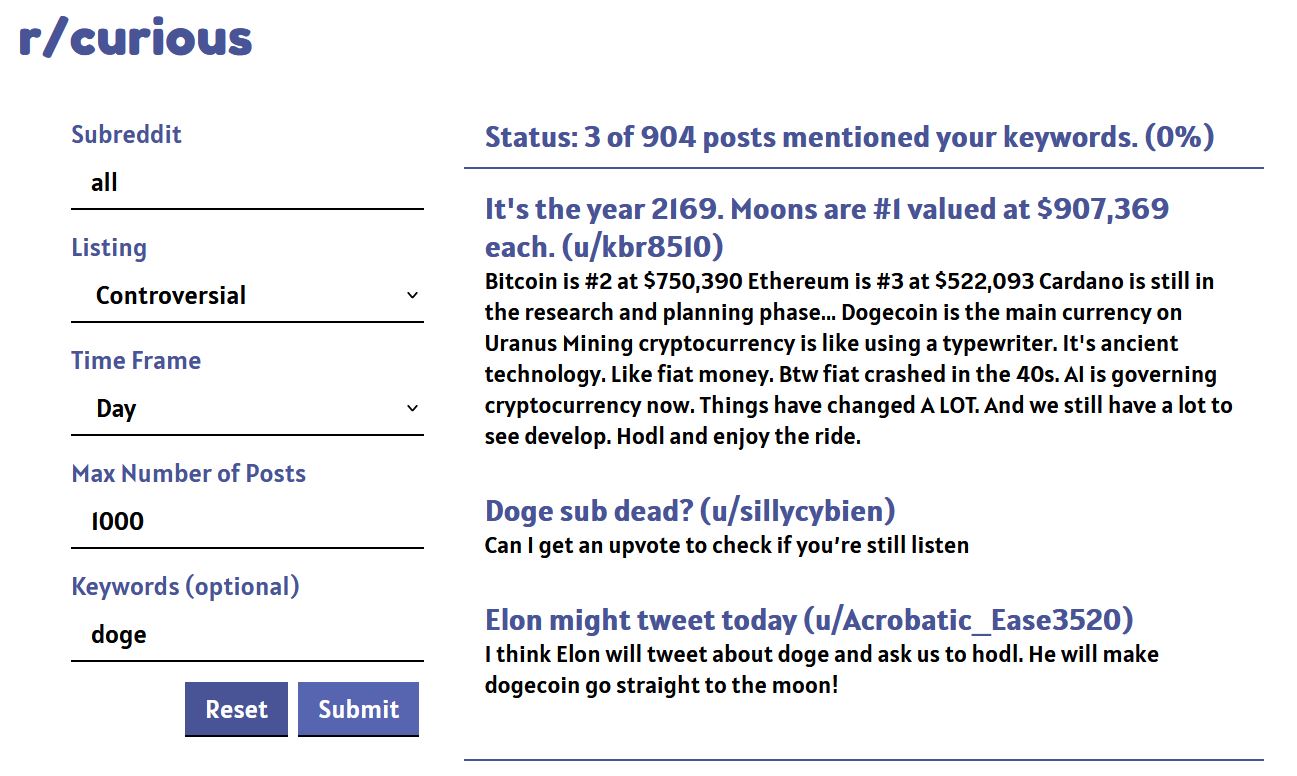 r/curious
Subreddit
all
Listing
Controversial
Time Frame
Day
Max Number of Posts
1000
Keywords (optional)
doge
Reset
Submit
Status: 3 of 904 posts mentioned your keywords. (0%)
It's the year 2169. Moons are #1 valued at $907,369
each. (u/kbr8510)
Bitcoin is #2 at $750,390 Ethereum is #3 at $522,093 Cardano is still in
the research and planning phase... Dogecoin is the main currency on
Uranus Mining cryptocurrency is like using a typewriter. It's ancient
technology. Like fiat money. Btw fiat crashed in the 40s. AI is governing
cryptocurrency now. Things have changed A LOT. And we still have a lot to
see develop. Hodl and enjoy the ride.
Doge sub dead? (u/sillycybien)
Can I get an upvote to check if you’re still listen
Elon might tweet today (u/Acrobatic_Ease3520)
I think Elon will tweet about doge and ask us to hodl. He will make
dogecoin go straight to the moon!